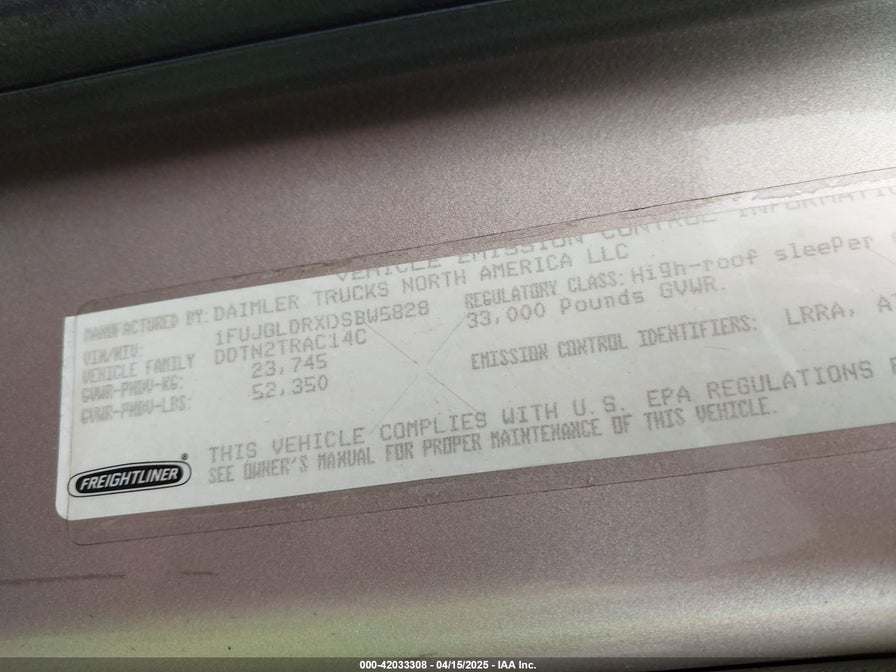 VEHICLE EMISSION CONTROL INFORMATI
MANUFACTURED BY: DAIMLER TRUCKS NORTH AMERICA LLC
VIN/NIV: 1FUJGLDRXDSBW5828
VEHICLE FAMILY DDTN2TRAC14C
GVWR-PNBV-KG: 23,745
GVWR-PNBV-LBS: 52,350
REGULATORY CLASS: High-roof sleeper
33,000 Pounds GVWR.
EMISSION CONTROL IDENTIFIERS: LRRA, A
THIS VEHICLE COMPLIES WITH U.S. EPA REGULATIONS
SEE OWNER'S MANUAL FOR PROPER MAINTENANCE OF THIS VEHICLE.
FREIGHTLINER®
000-42033308 - 04/15/2025 - IAA Inc.